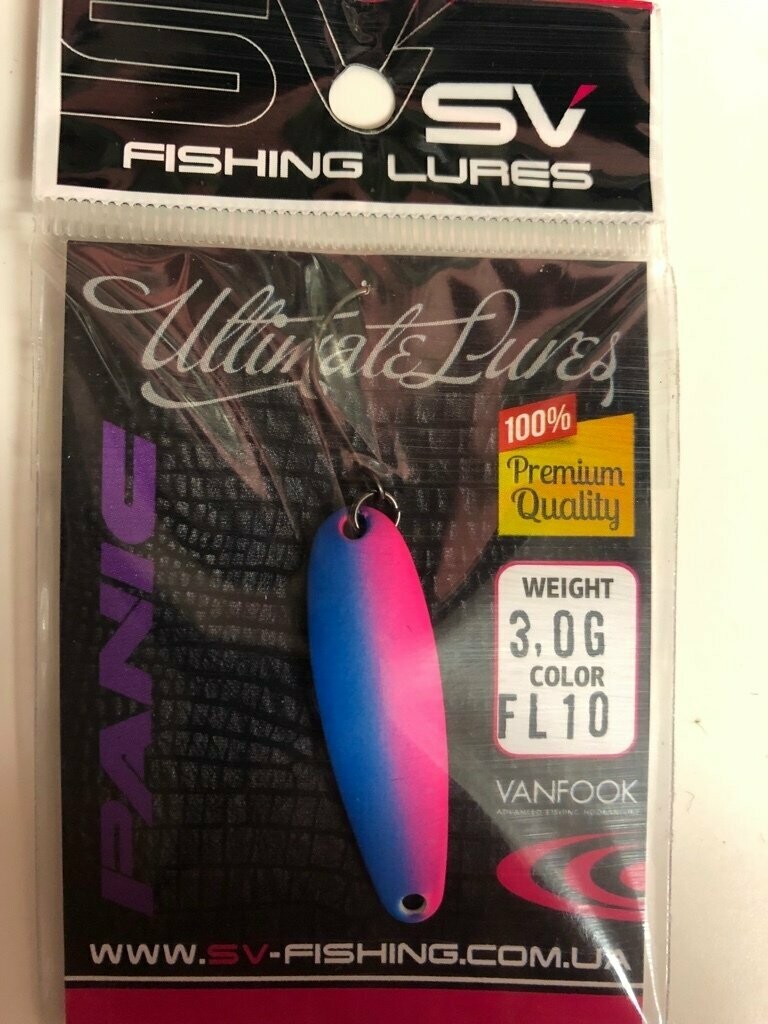 SV
SV
FISHING LURES
Ultimate Lures
100%
Premium
Quality
PANIC
WEIGHT
3,0G
COLOR
FL10
VANFOOK
WWW.SV-FISHING.COM.UA